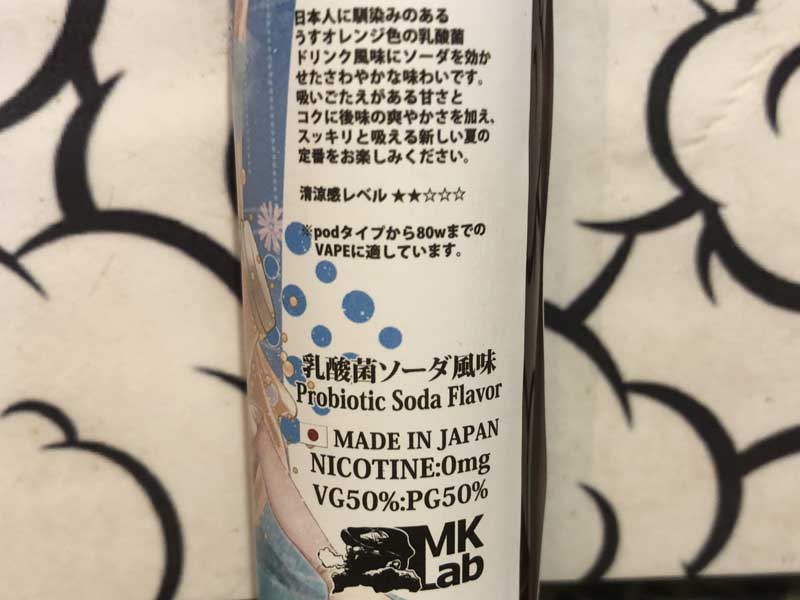 日本人に馴染みのある
うすオレンジ色の乳酸菌
ドリンク風味にソーダを効か
せたさわやかな味わいです。
吸いごたえがある甘さと
コクに後味の爽やかさを加え、
スッキリと吸える新しい夏の
定番をお楽しみください。
清涼感レベル ★★☆☆☆
※podタイプから80wまでの
VAPEに適しています。
乳酸菌ソーダ風味
Probiotic Soda Flavor
MADE IN JAPAN
NICOTINE:0mg
VG50%:PG50%
MK
Lab